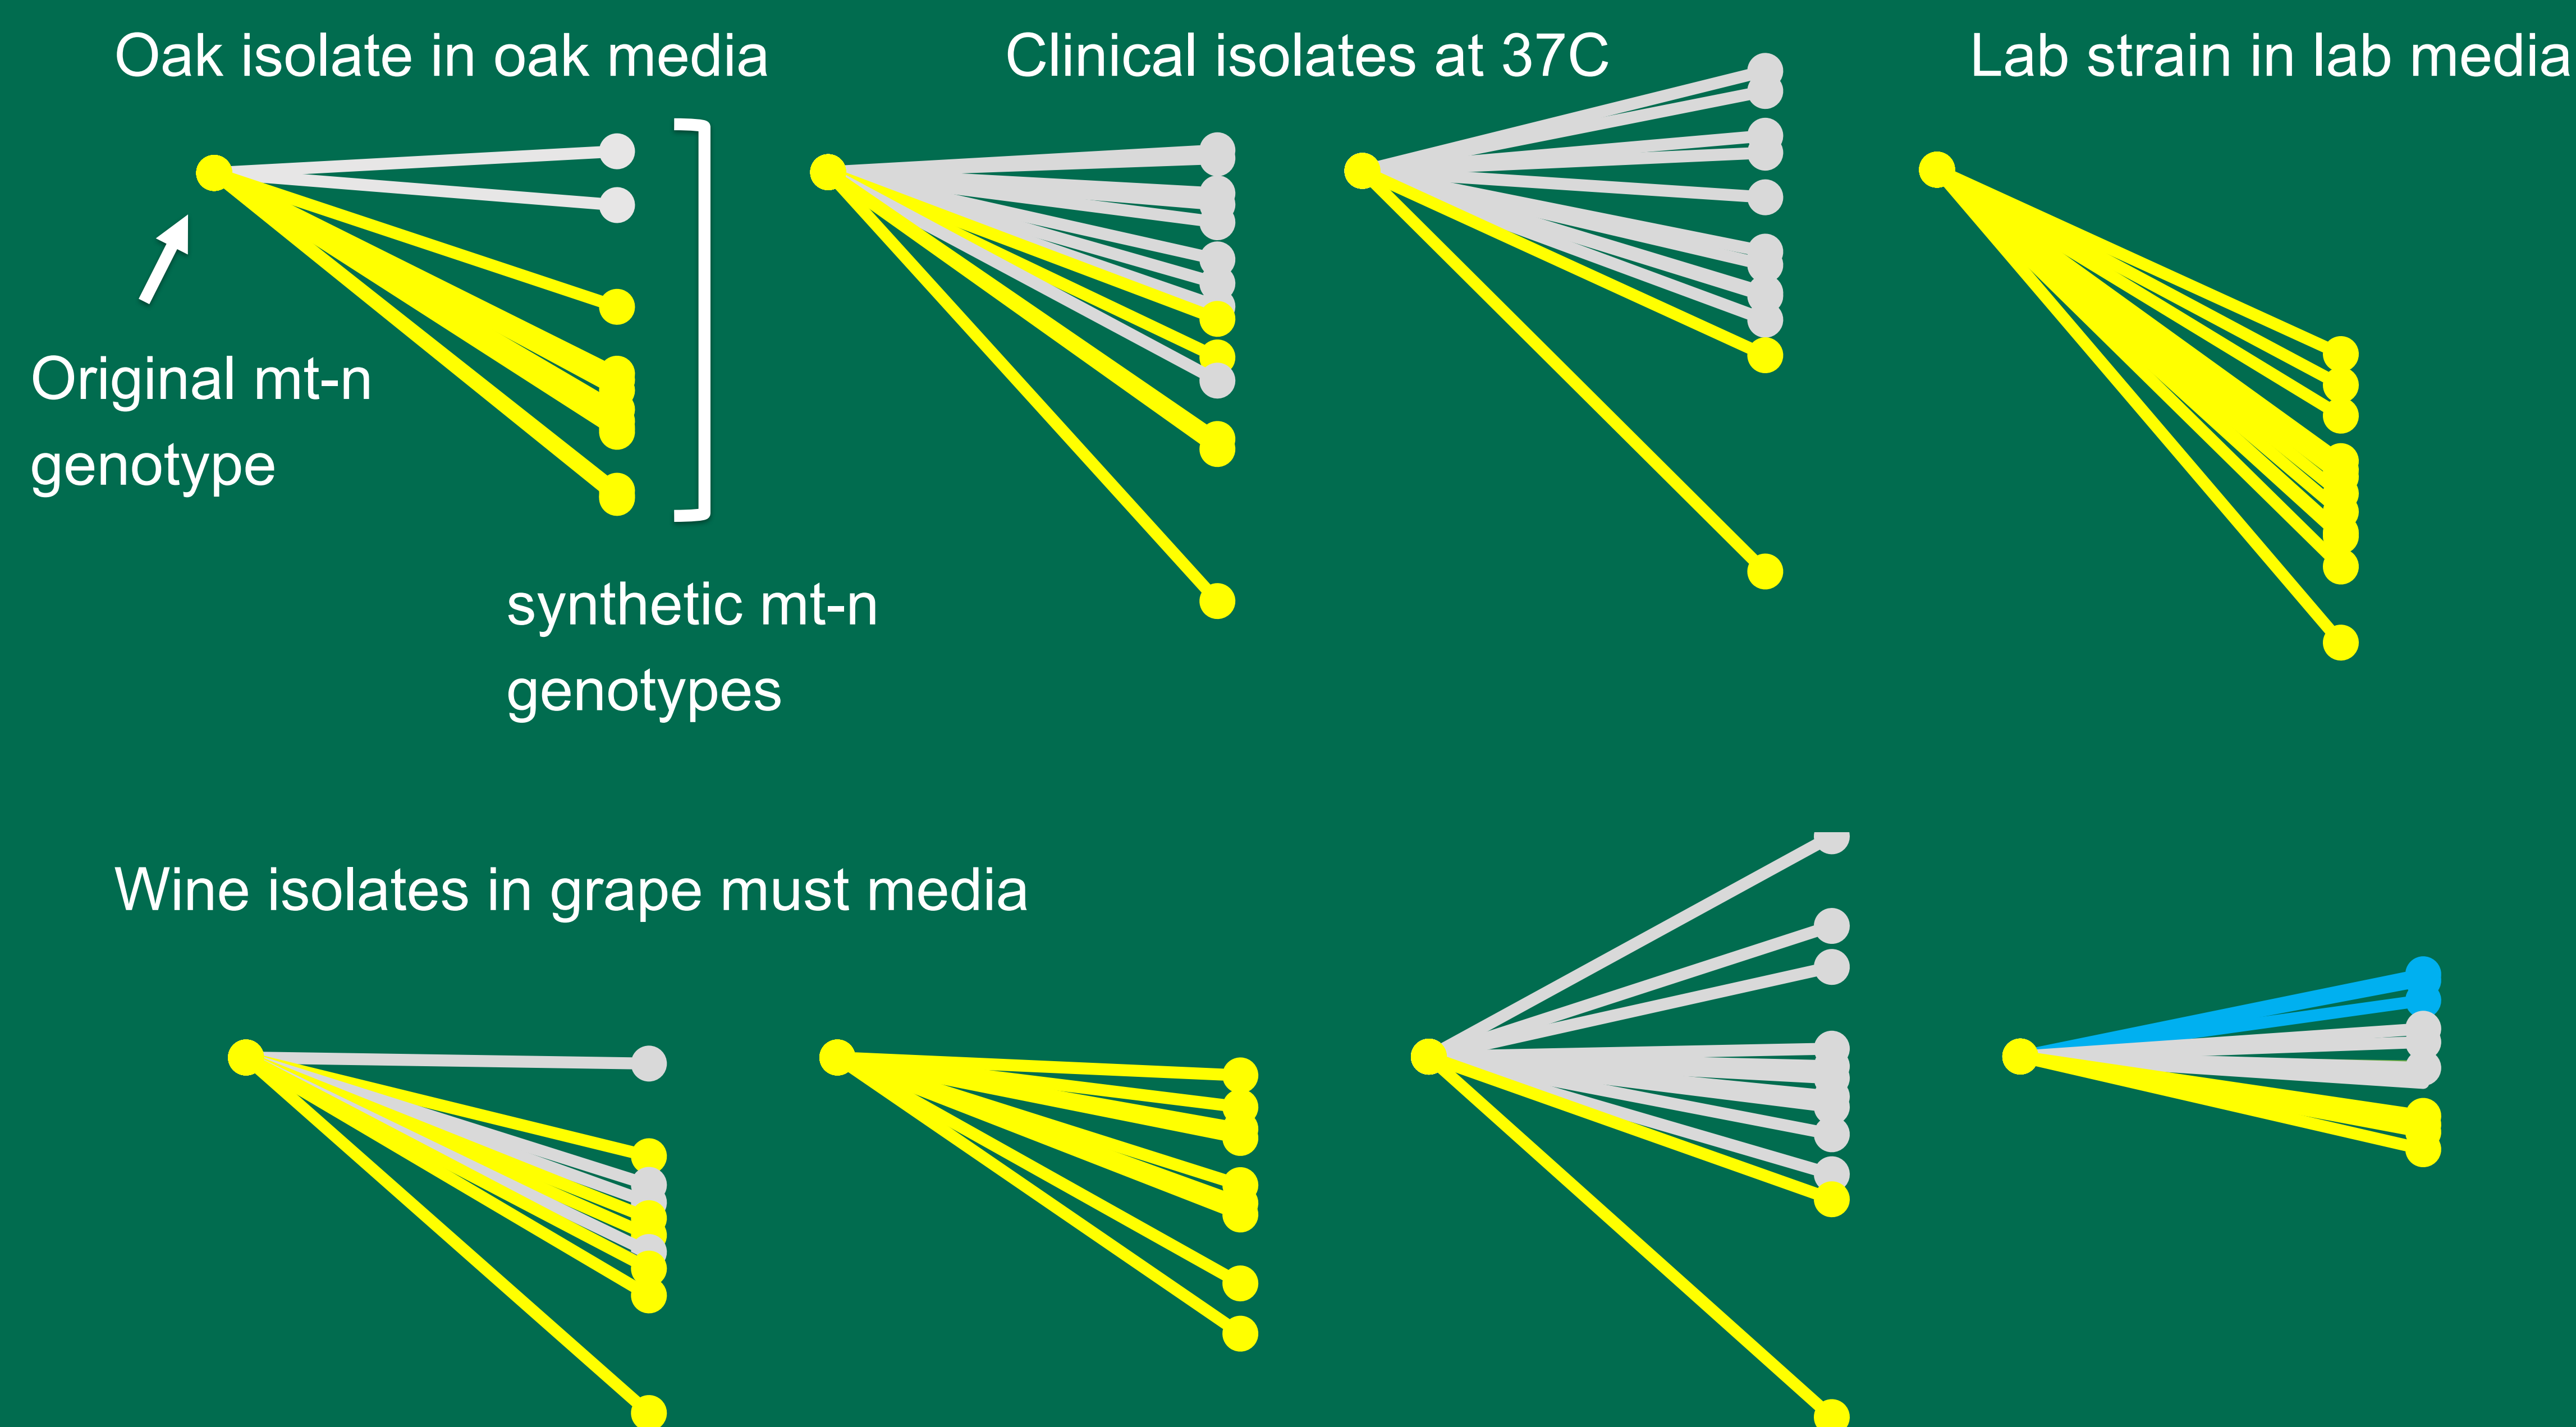 Oak isolate in oak media
Clinical isolates at 37C
Lab strain in lab media
Original mt-n
genotype
synthetic mt-n
genotypes
Wine isolates in grape must media